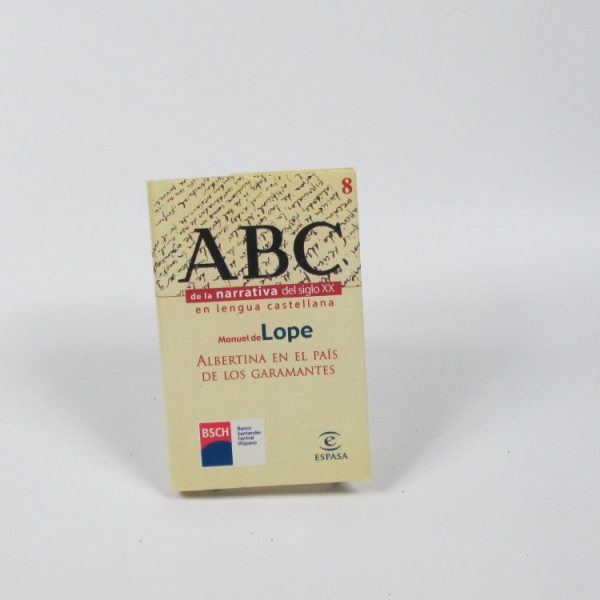 8
ABC
de la narrativa del siglo XX
en lengua castellana
Manuel de Lope
ALBERTINA EN EL PAÍS
DE LOS GARAMANTES
BSCH
Banco
Santander
Central
Hispano
ESPASA